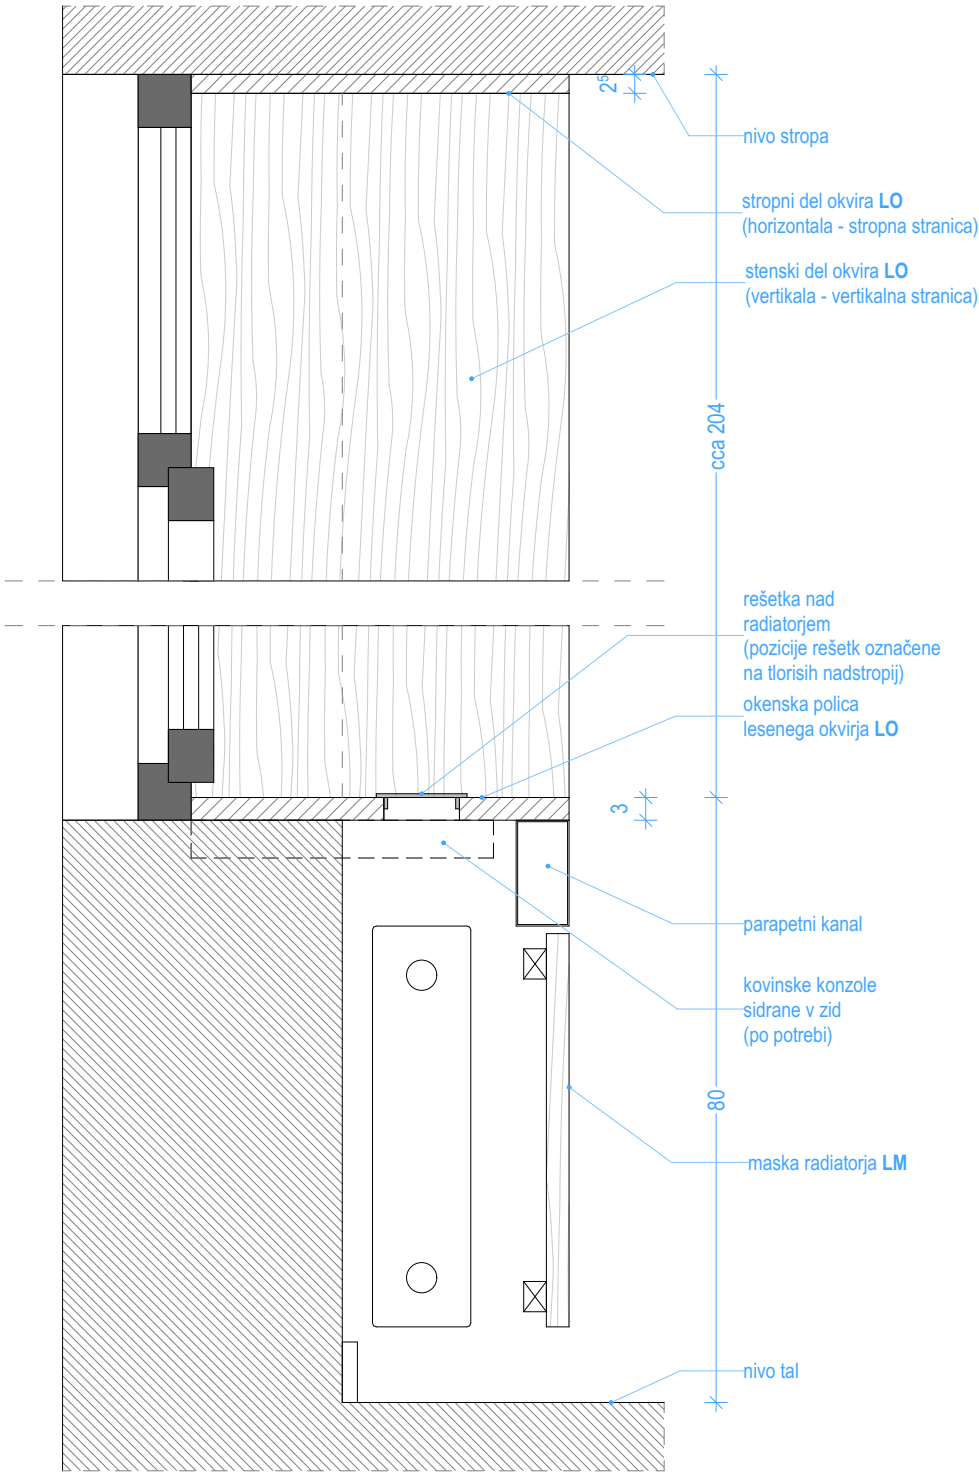 2⁵
nivo stropa
stropni del okvira LO
(horizontala - stropna stranica)
stenski del okvira LO
(vertikala - vertikalna stranica)
cca 204
rešetka nad
radiatorjem
(pozicije rešetk označene
na tlorisih nadstropij)
okenska polica
lesenega okvirja LO
3
parapetni kanal
kovinske konzole
sidrane v zid
(po potrebi)
80
maska radiatorja LM
nivo tal